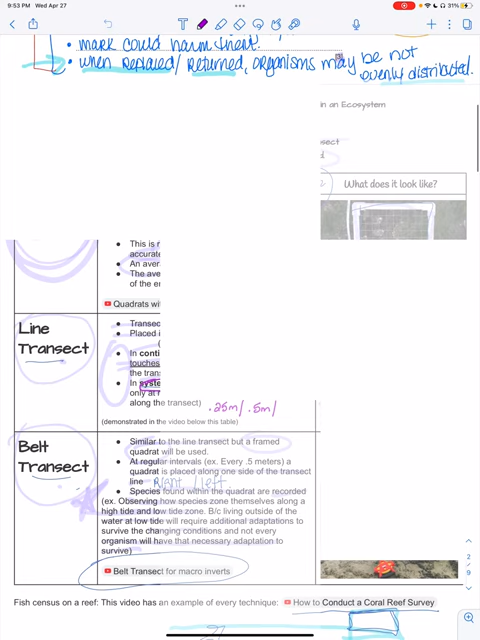 9:53 PM Wed Apr 27
31%
• mark could harm them.
• when replaced/ returned, organisms may be not
evenly distributed.
in an Ecosystem
What does it look like?
● This is
accurate
● An
● The
of the
Quadrats
Line
Transect
● Transec
● Placed
● In conti
touches
the
● In syste
only at
along the transect) .25m/ .5m/
(demonstrated in the video below this table)
Belt
Transect
● Similar to the line transect but a framed
quadrat will be used.
● At regular intervals (ex. Every .5 meters) a
quadrat is placed along one side of the transect
line Right left
● Species found within the quadrat are recorded
(ex. Observing how species zone themselves along a
high tide and low tide zone. B/c living outside of the
water at low tide will require additional adaptations to
survive the changing conditions and not every
organism will have that necessary adaptation to
survive)
Belt Transect for macro inverts
2
9
Fish census on a reef: This video has an example of every technique: How to Conduct a Coral Reef Survey